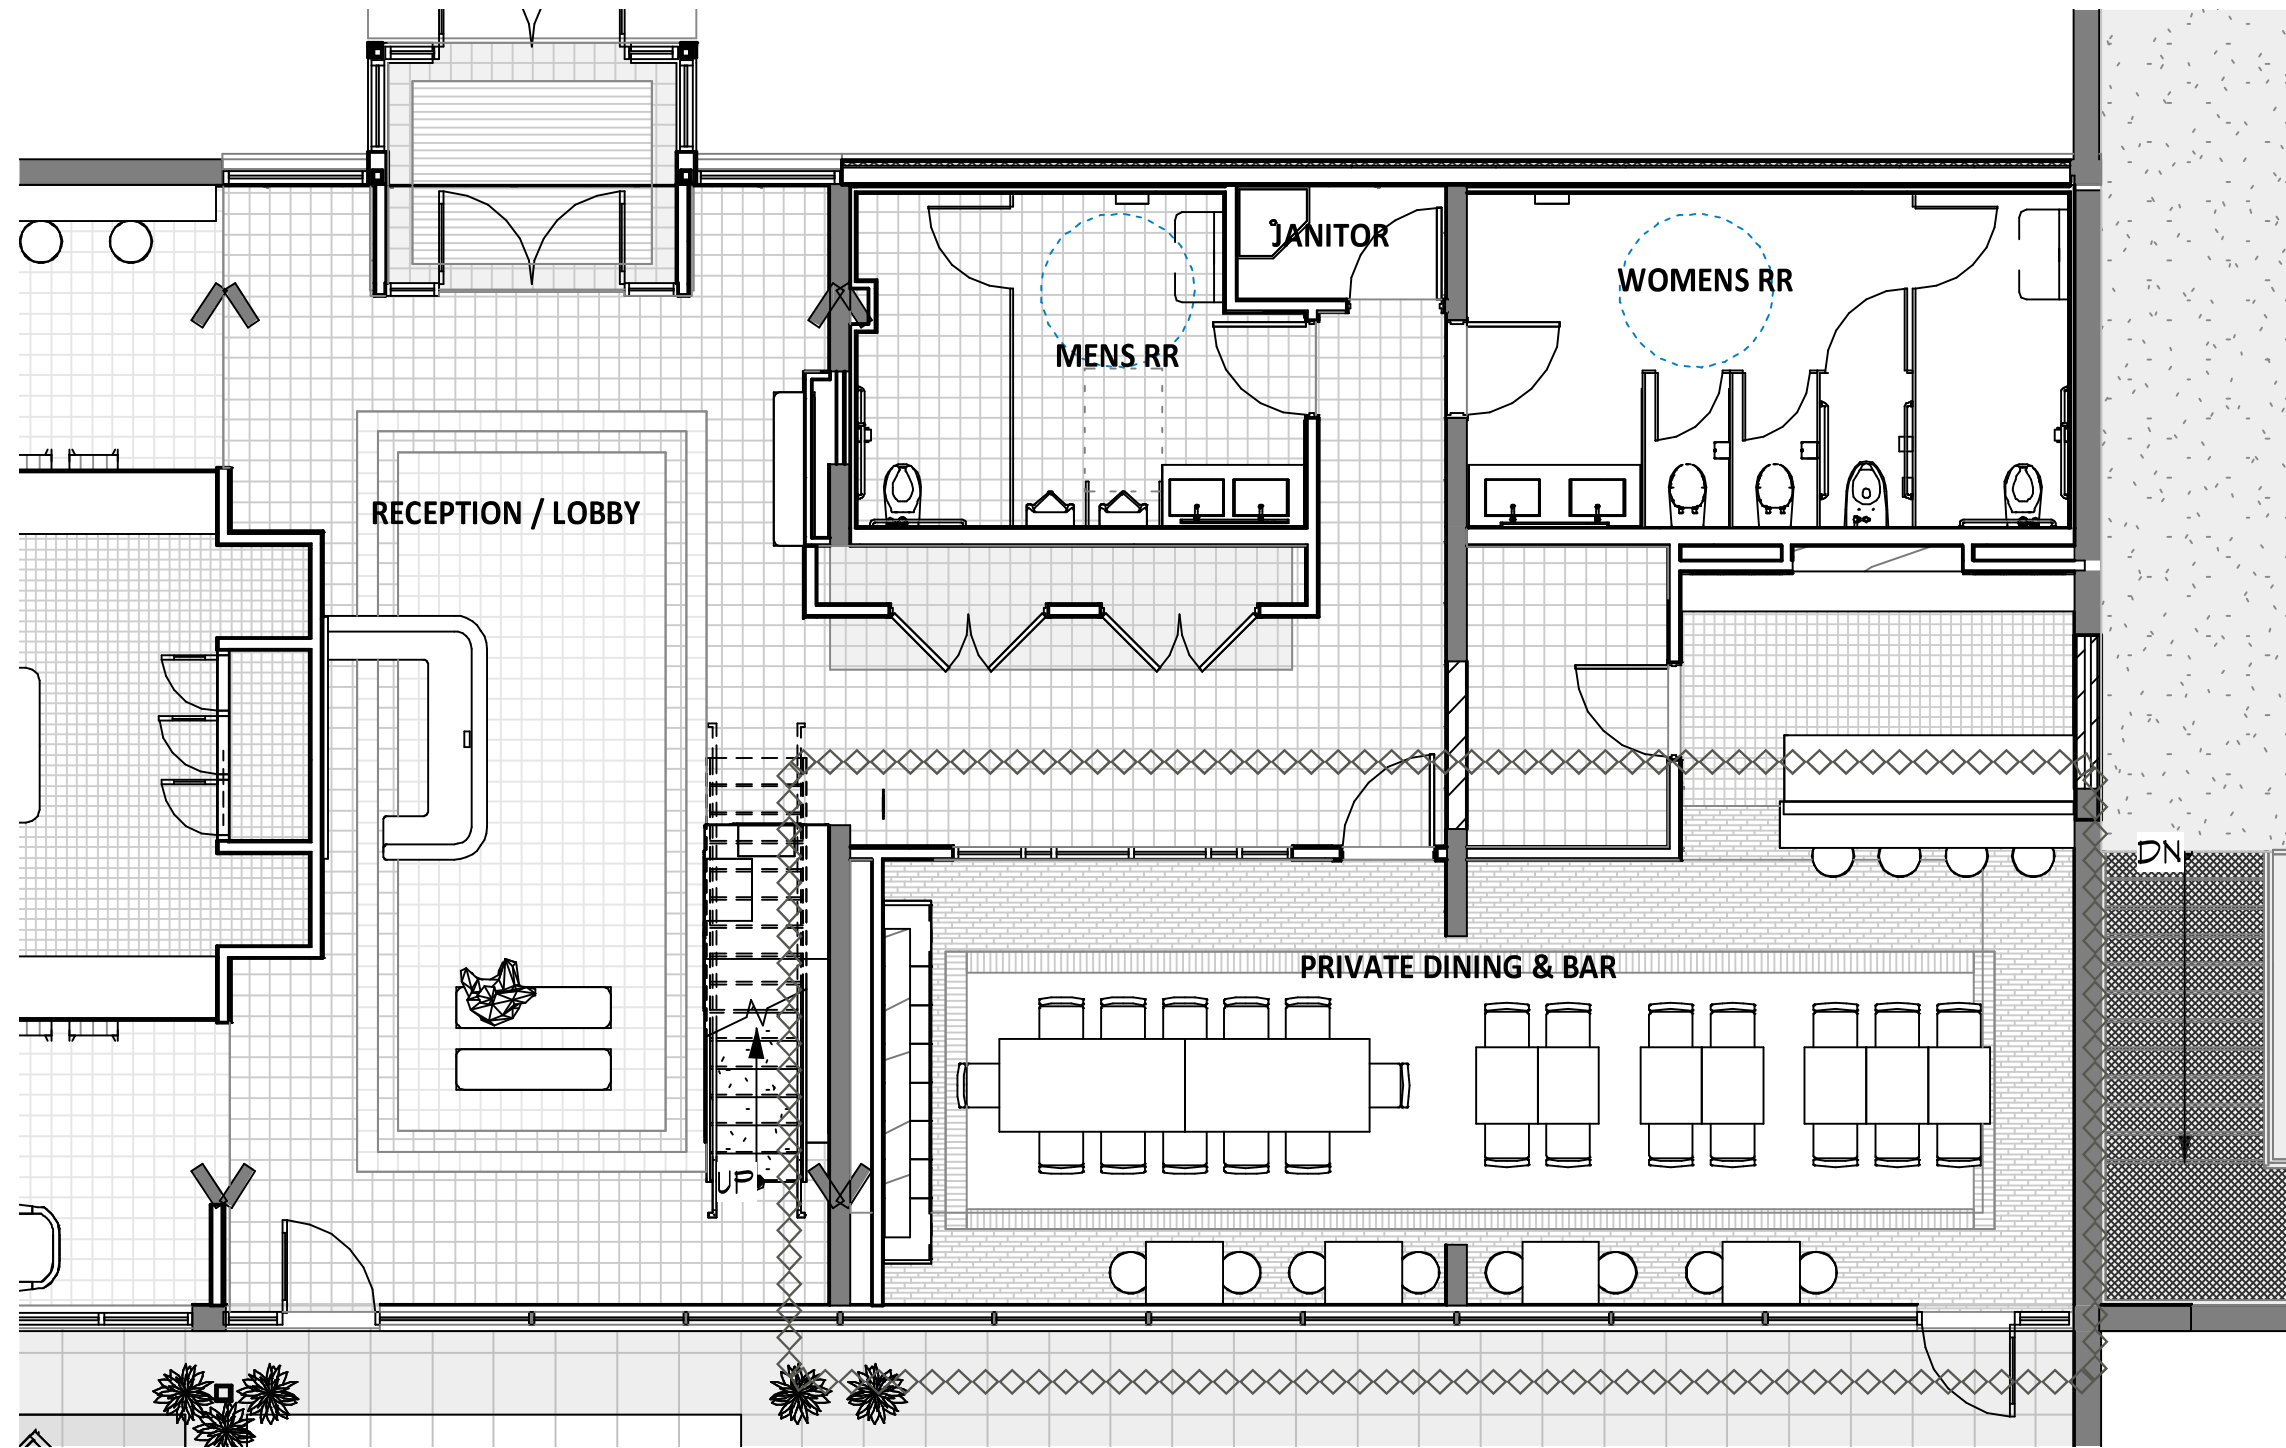 JANITOR
WOMENS RR
MENS RR
RECEPTION / LOBBY
DN
PRIVATE DINING & BAR
UP